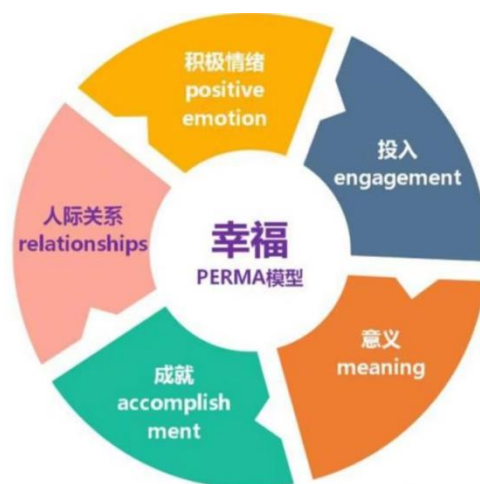 积极情绪
positive
emotion
投入
engagement
人际关系
relationships
幸福
PERMA模型
意义
meaning
成就
accomplish
ment